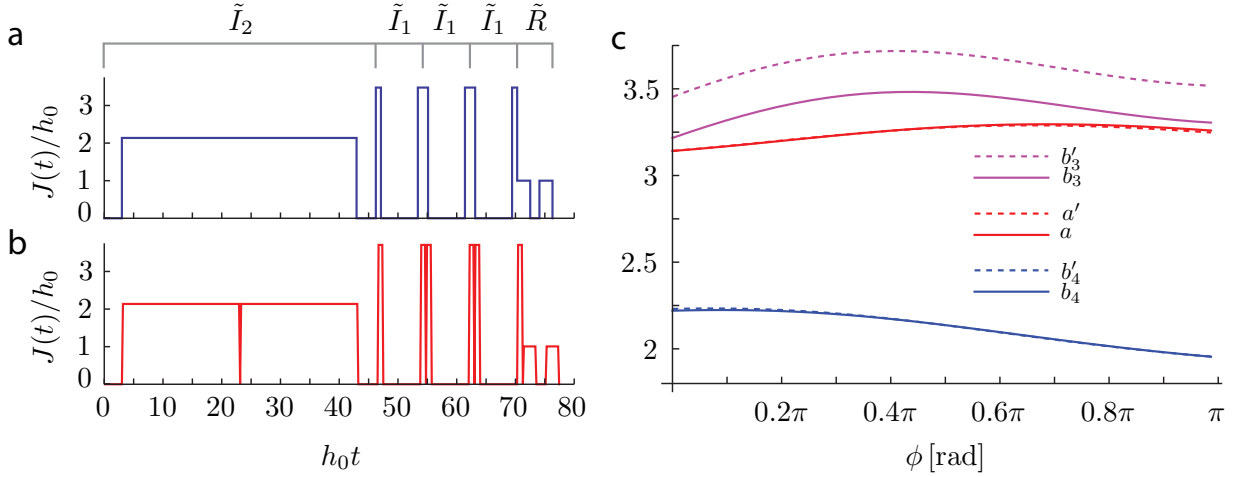 a
Ĩ₂ Ĩ₁ Ĩ₁ Ĩ₁ R̃
J(t)/h₀
3
2
1
0
b
J(t)/h₀
3
2
1
0
0 10 20 30 40 50 60 70 80
h₀t
c
3.5
3
2.5
2
b′₃
b₃
a′
a
b′₄
b₄
0.2π 0.4π 0.6π 0.8π π
ϕ [rad]